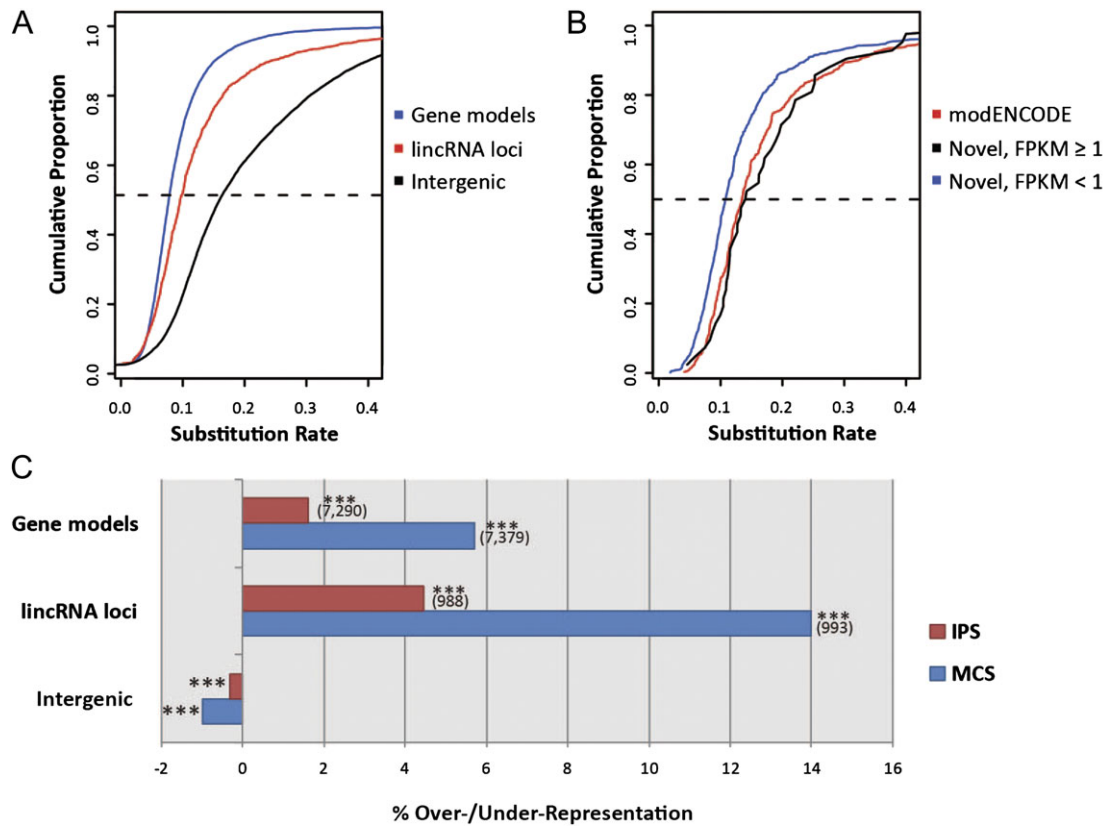 A
Cumulative Proportion
1.0
0.8
0.6
0.4
0.2
0.0
0.0 0.1 0.2 0.3 0.4
Substitution Rate
Gene models
lincRNA loci
Intergenic
B
Cumulative Proportion
1.0
0.8
0.6
0.4
0.2
0.0
0.0 0.1 0.2 0.3 0.4
Substitution Rate
modENCODE
Novel, FPKM ≥ 1
Novel, FPKM < 1
C
Gene models
***
(7,290)
***
(7,379)
lincRNA loci
***
(988)
***
(993)
Intergenic
***
***
IPS
MCS
-2 0 2 4 6 8 10 12 14 16
% Over-/Under-Representation